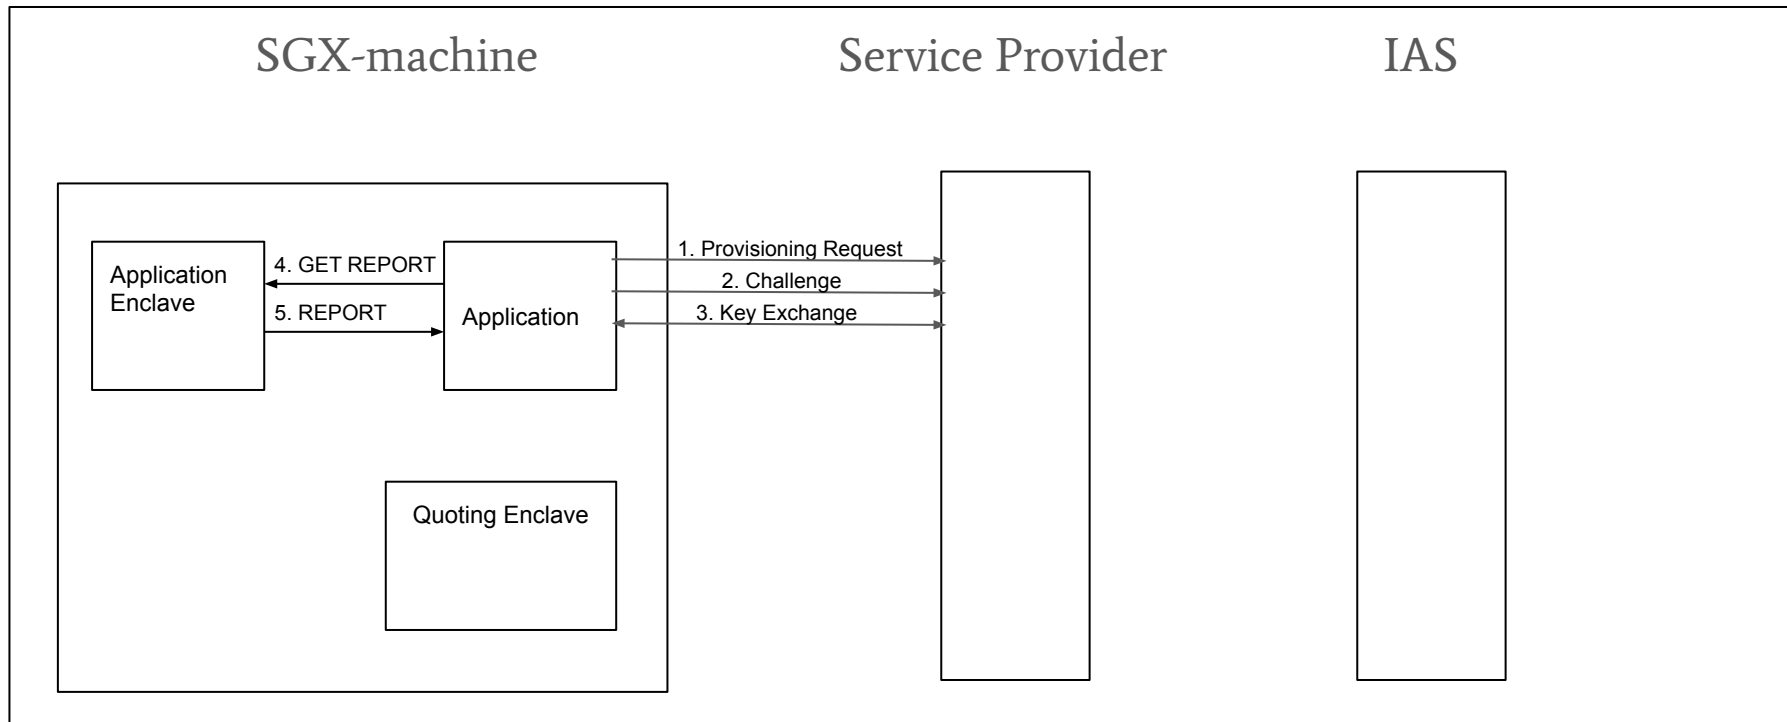 SGX-machine
Service Provider
IAS
Application
Enclave
4. GET REPORT
5. REPORT
Application
1. Provisioning Request
2. Challenge
3. Key Exchange
Quoting Enclave